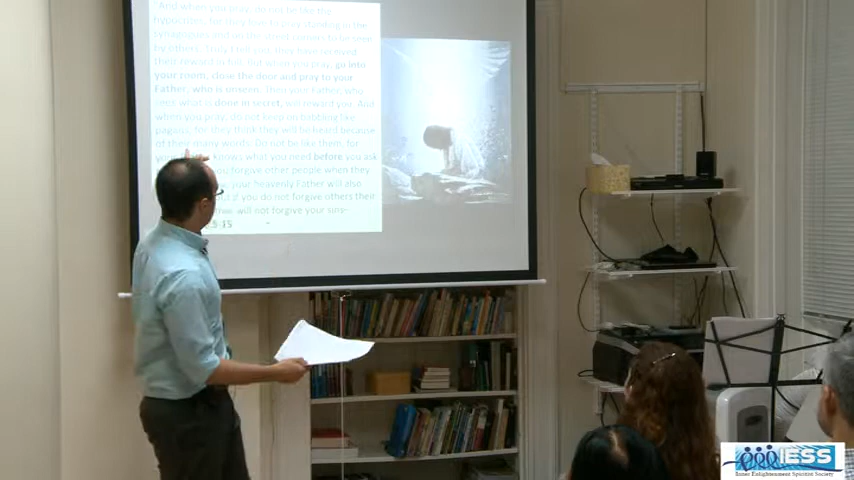 "And when you pray, do not be like the
hypocrites, for they love to pray standing in the
synagogues and on the street corners to be seen
by others. Truly I tell you, they have received
their reward in full. But when you pray, go into
your room, close the door and pray to your
Father, who is unseen. Then your Father, who
sees what is done in secret, will reward you. And
when you pray, do not keep on babbling like
pagans, for they think they will be heard because
of their many words. Do not be like them, for
knows what you need before you ask
you forgive other people when they
your heavenly Father will also
if you do not forgive others their
will not forgive your sins-
5-15
IESS
Inner Enlightenment Spiritist Society